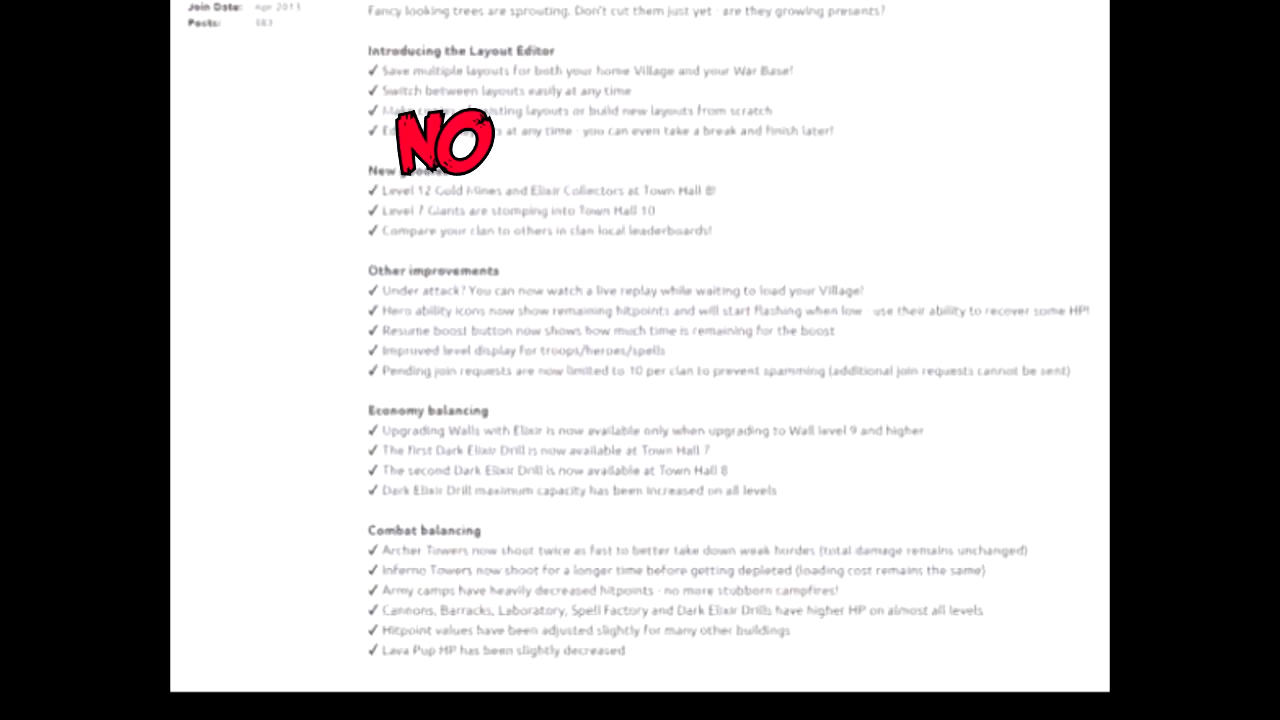 Join Date: Apr 2013
Fancy looking trees are sprouting. Don't cut them just yet - are they growing presents?
Posts: 683
Introducing the Layout Editor
✓ Save multiple layouts for both your home Village and your War Base!
✓ Switch between layouts easily at any time
✓ existing layouts or build new layouts from scratch
✓ at any time - you can even take a break and finish later!
NO
New
✓ Level 12 Gold Mines and Elixir Collectors at Town Hall 8!
✓ Level 7 Giants are stomping into Town Hall 10
✓ Compare your clan to others in clan local leaderboards!
Other improvements
✓ Under attack? You can now watch a live replay while waiting to load your Village!
✓ Hero ability icons now show remaining hitpoints and will start flashing when low - use their ability to recover some HP!
✓ Resume boost button now shows how much time is remaining for the boost
✓ Improved level display for troops/heroes/spells
✓ Pending join requests are now limited to 10 per clan to prevent spamming (additional join requests cannot be sent)
Economy balancing
✓ Upgrading Walls with Elixir is now available only when upgrading to Wall level 9 and higher
✓ The first Dark Elixir Drill is now available at Town Hall 7
✓ The second Dark Elixir Drill is now available at Town Hall 8
✓ Dark Elixir Drill maximum capacity has been increased on all levels
Combat balancing
✓ Archer Towers now shoot twice as fast to better take down weak hordes (total damage remains unchanged)
✓ Inferno Towers now shoot for a longer time before getting depleted (loading cost remains the same)
✓ Army camps have heavily decreased hitpoints - no more stubborn campfires!
✓ Cannons, Barracks, Laboratory, Spell Factory and Dark Elixir Drills have higher HP on almost all levels
✓ Hitpoint values have been adjusted slightly for many other buildings
✓ Lava Pup HP has been slightly decreased